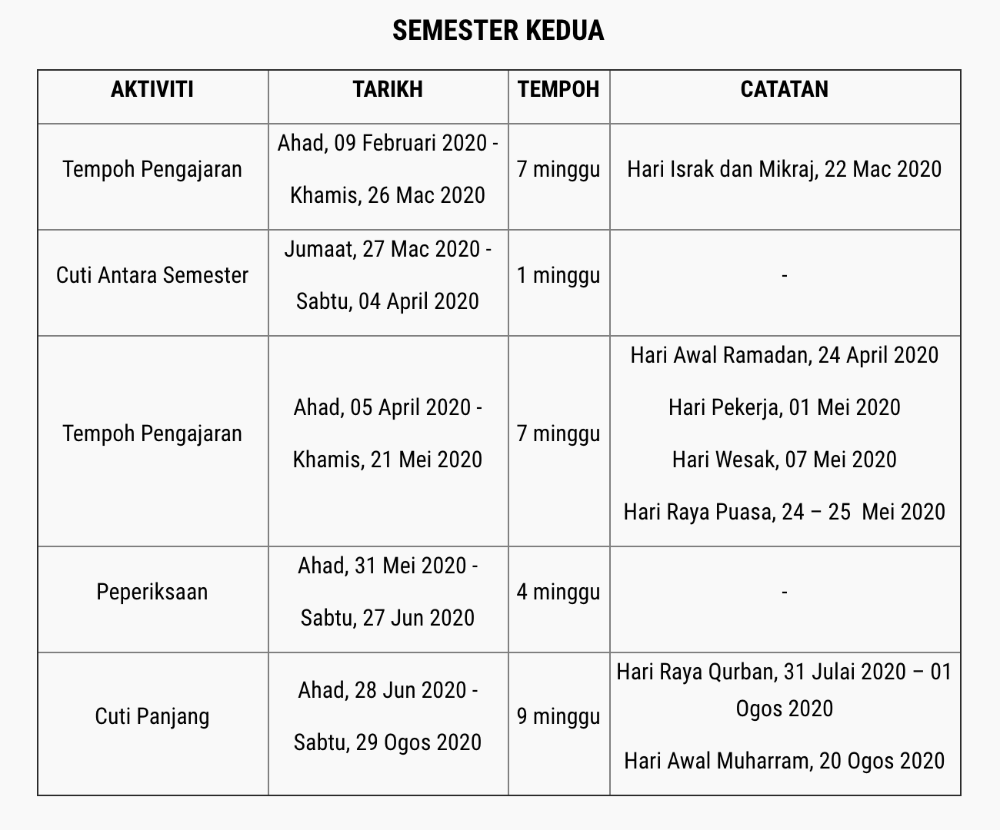 SEMESTER KEDUA
AKTIVITI TARIKH TEMPOH CATATAN
Ahad, 09 Februari 2020 -
Tempoh Pengajaran 7 minggu Hari Israk dan Mikraj, 22 Mac 2020
Khamis, 26 Mac 2020
Jumaat, 27 Mac 2020 -
Cuti Antara Semester 1 minggu -
Sabtu, 04 April 2020
Hari Awal Ramadan, 24 April 2020
Ahad, 05 April 2020 - Hari Pekerja, 01 Mei 2020
Tempoh Pengajaran 7 minggu
Khamis, 21 Mei 2020 Hari Wesak, 07 Mei 2020
Hari Raya Puasa, 24 – 25  Mei 2020
Ahad, 31 Mei 2020 -
Peperiksaan 4 minggu -
Sabtu, 27 Jun 2020
Hari Raya Qurban, 31 Julai 2020 – 01
Ahad, 28 Jun 2020 -
Ogos 2020
Cuti Panjang 9 minggu
Sabtu, 29 Ogos 2020
Hari Awal Muharram, 20 Ogos 2020